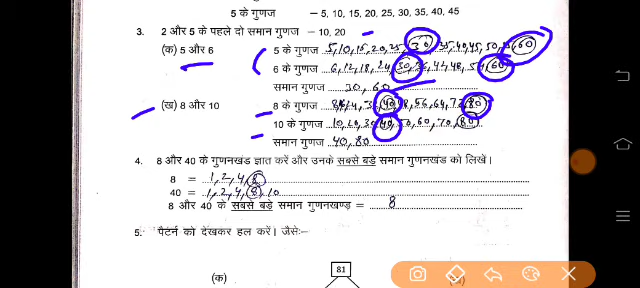 5 के गुणज – 5, 10, 15, 20, 25, 30, 35, 40, 45
3. 2 और 5 के पहले दो समान गुणज – 10, 20
(क) 5 और 6 5 के गुणज 5,10,15,20,25,30,35,40,45,50,55,60
6 के गुणज 6,12,18,24,30,36,42,48,54,60
समान गुणज 30,60
(ख) 8 और 10 8 के गुणज 24,32,40,48,56,64,72,80
10 के गुणज 10,20,30,40,50,60,70,80
समान गुणज 40,80
4. 8 और 40 के गुणनखंड ज्ञात करें और उनके सबसे बड़े समान गुणनखंड को लिखें।
8 = 1,2,4,8
40 = 1,2,4,8,10
8 और 40 के सबसे बड़े समान गुणनखण्ड = 8
5. पैटर्न को देखकर हल करें। जैसे:–
(क) 81